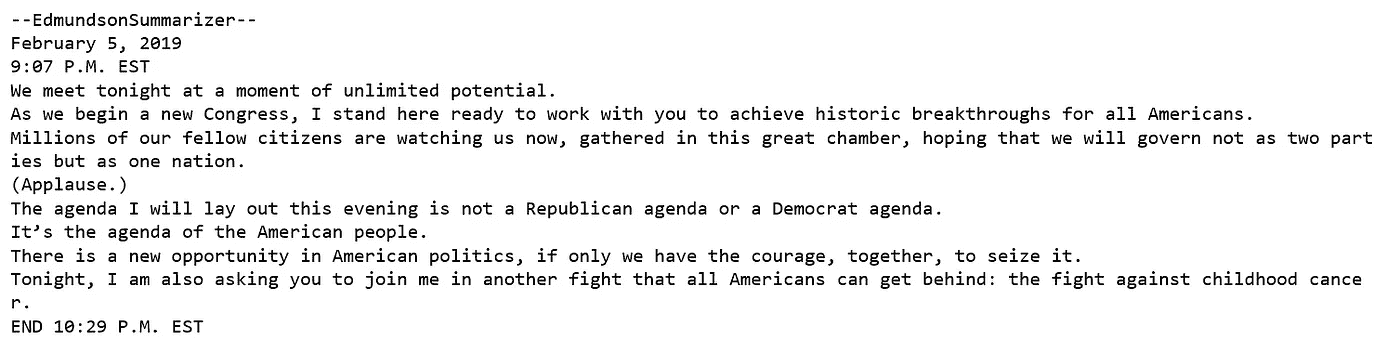 --EdmundsonSummarizer--
February 5, 2019
9:07 P.M. EST
We meet tonight at a moment of unlimited potential.
As we begin a new Congress, I stand here ready to work with you to achieve historic breakthroughs for all Americans.
Millions of our fellow citizens are watching us now, gathered in this great chamber, hoping that we will govern not as two part
ies but as one nation.
(Applause.)
The agenda I will lay out this evening is not a Republican agenda or a Democrat agenda.
It’s the agenda of the American people.
There is a new opportunity in American politics, if only we have the courage, together, to seize it.
Tonight, I am also asking you to join me in another fight that all Americans can get behind: the fight against childhood cance
r.
END 10:29 P.M. EST